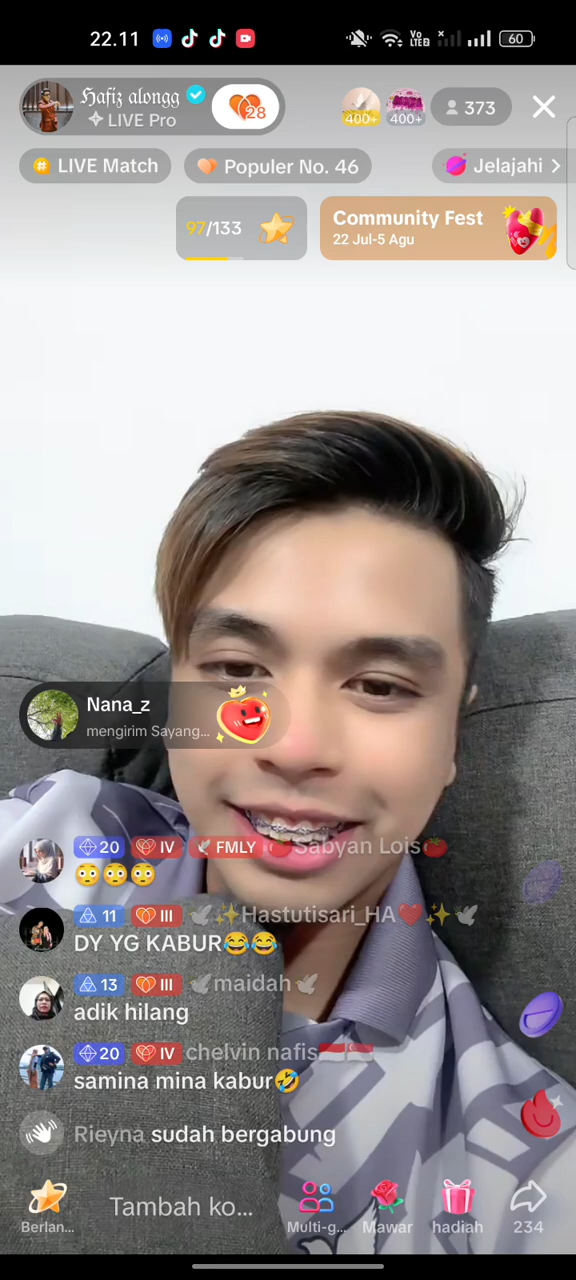 22.11
Vo
LTE2
60
ℌafiz alongg
LIVE Pro
28
400+
400+
373
LIVE Match
Populer No. 46
Jelajahi
97/133
Community Fest
22 Jul-5 Agu
Nana_z
mengirim Sayang...
20 IV FMLY 🍅Sabyan Lois🍅
😳😳😳
11 III 🕊️✨Hastutisari_HA❤️✨🕊️
DY YG KABUR😂😂
13 III 🕊️maidah🕊️
adik hilang
20 IV chelvin nafis🇮🇩🇸🇬
samina mina kabur🤣
Rieyna sudah bergabung
Berlan...
Tambah ko...
Multi-g...
Mawar
hadiah
234